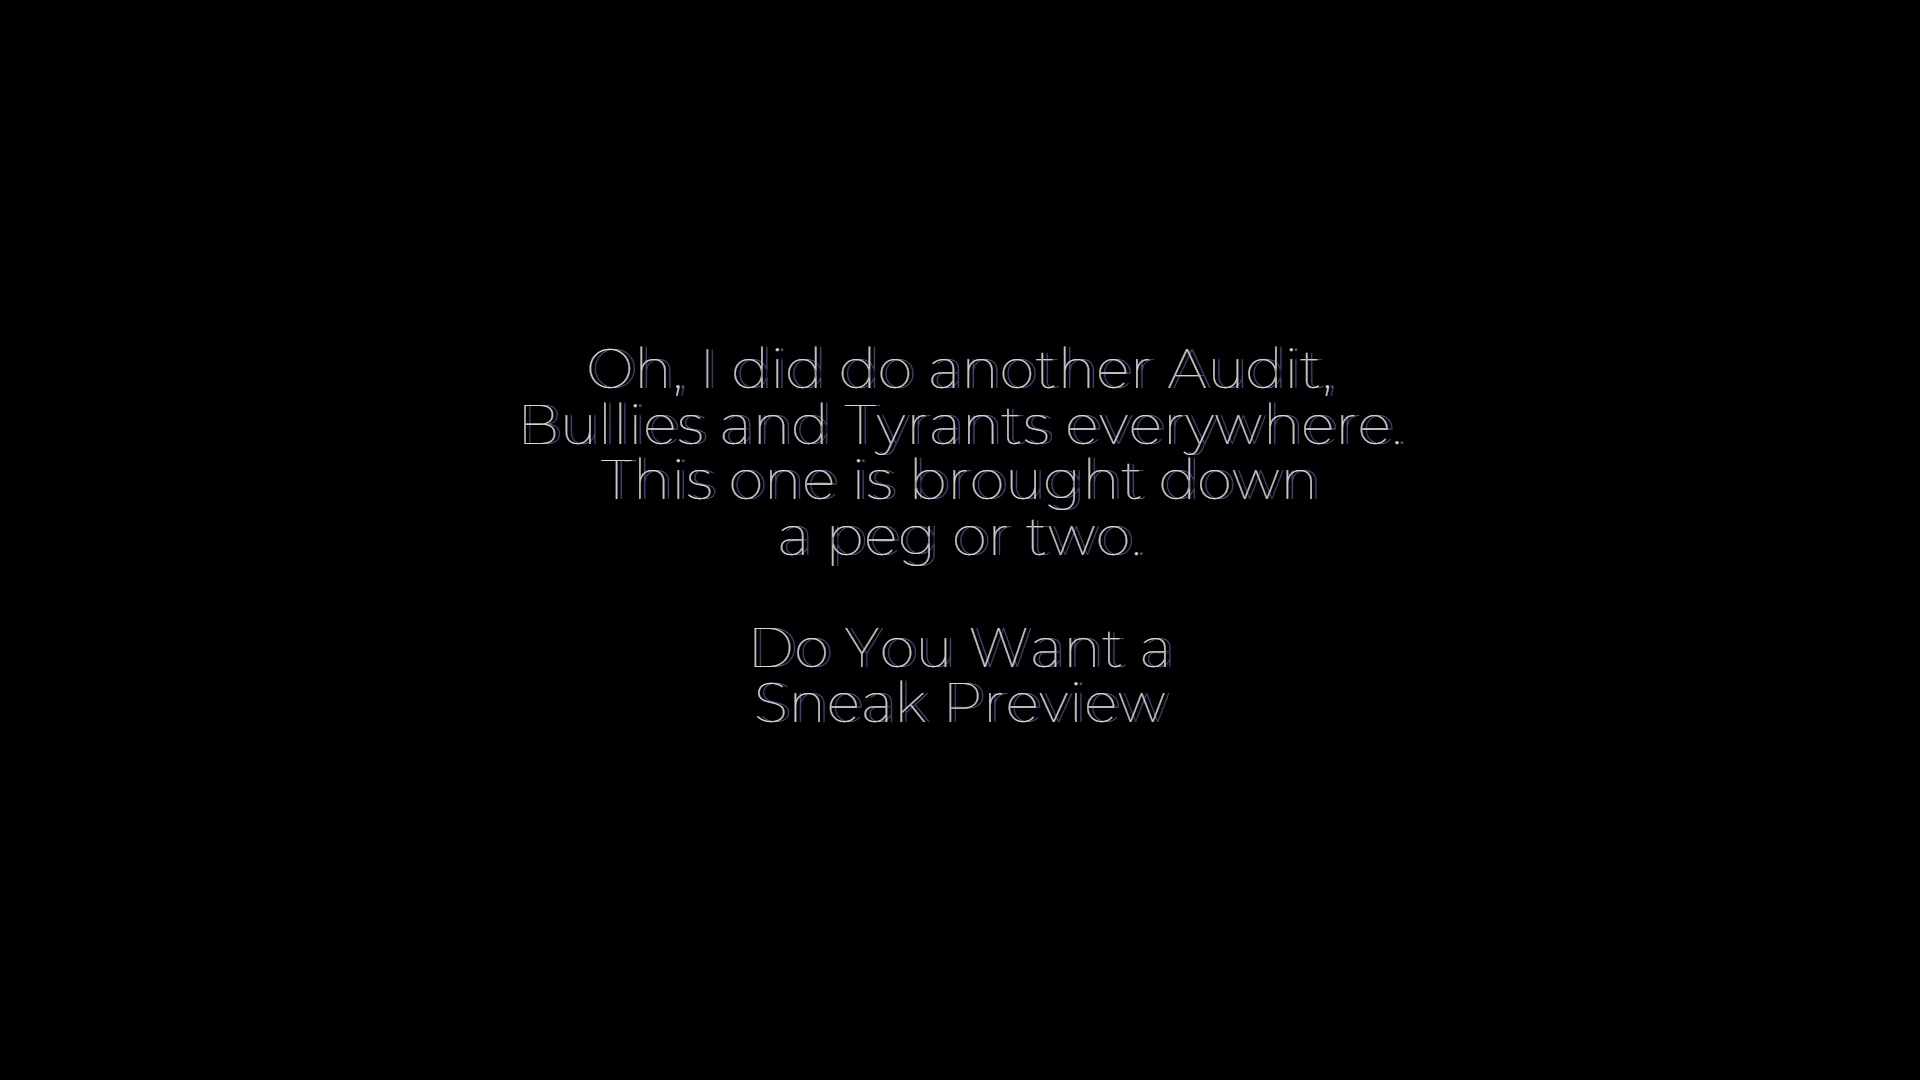 Oh, I did do another Audit,
Bullies and Tyrants everywhere.
This one is brought down
a peg or two.
Do You Want a
Sneak Preview